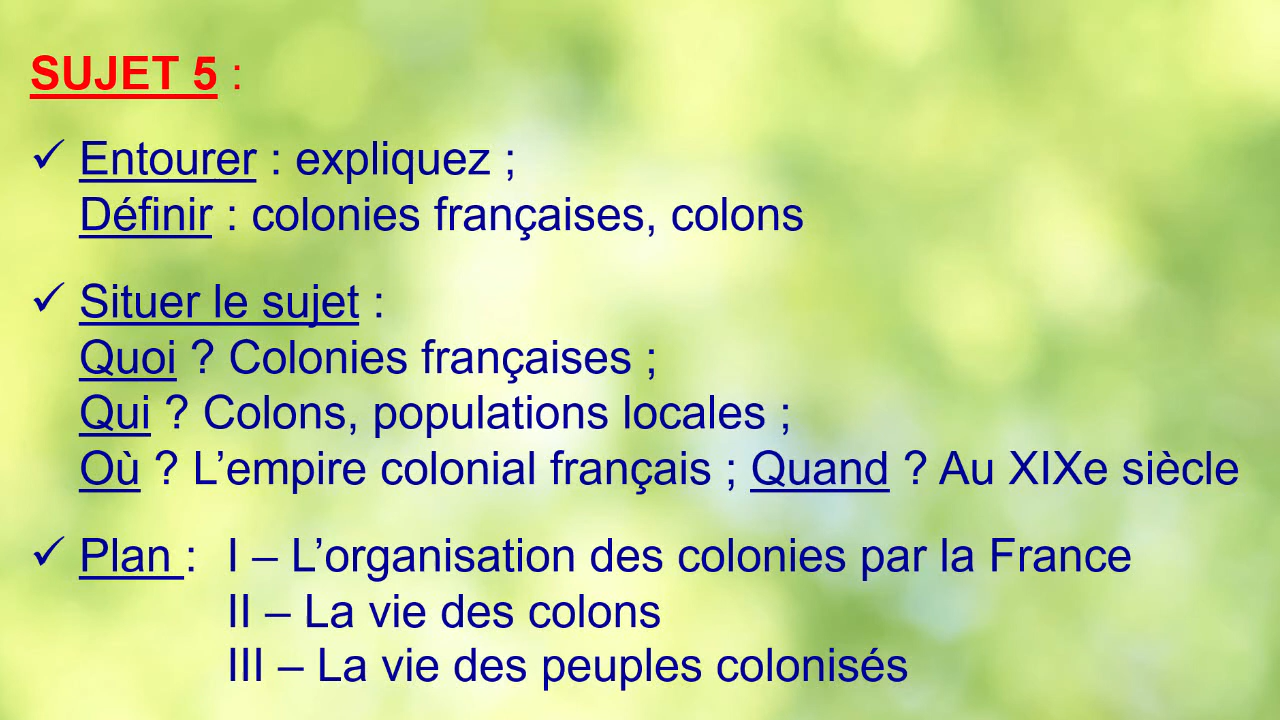 SUJET 5 :
✓ Entourer : expliquez ;
Définir : colonies françaises, colons
✓ Situer le sujet :
Quoi ? Colonies françaises ;
Qui ? Colons, populations locales ;
Où ? L’empire colonial français ; Quand ? Au XIXe siècle
✓ Plan : I – L’organisation des colonies par la France
II – La vie des colons
III – La vie des peuples colonisés